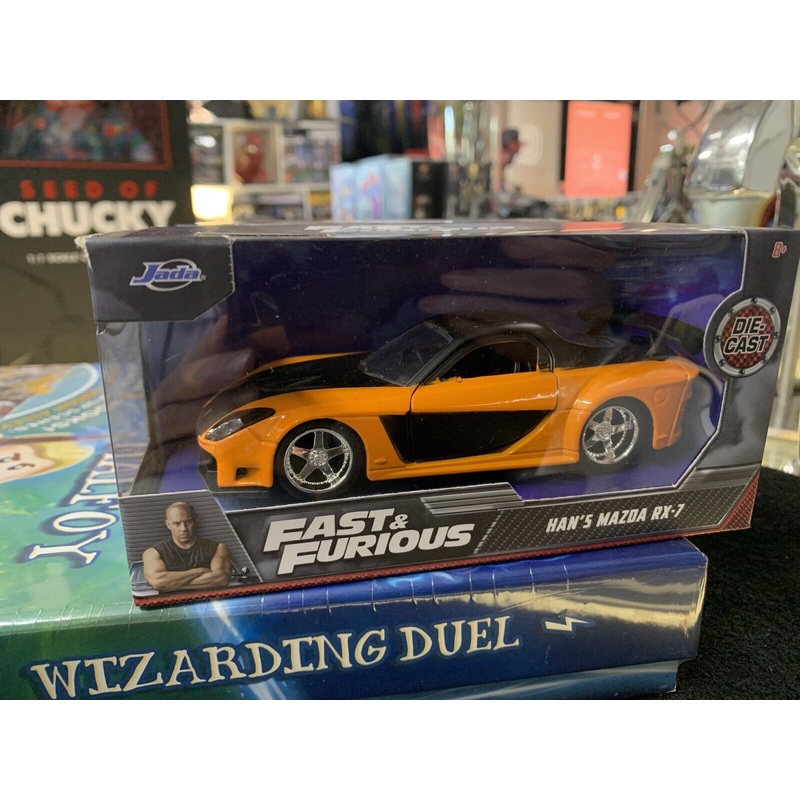 SEED OF
CHUCKY
Jada
8+
DIE-
CAST
FAST &
FURIOUS
HAN'S MAZDA RX-7
WIZARDING DUEL